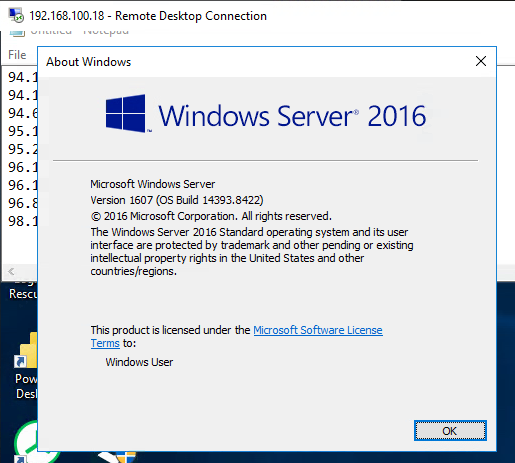 192.168.100.18 - Remote Desktop Connection
Untitled - Notepad
File
About Windows
94.1
94.1
94.6
95.1
95.2
96.1
96.1
96.8
98.1
Windows Server® 2016
Microsoft Windows Server
Version 1607 (OS Build 14393.8422)
© 2016 Microsoft Corporation. All rights reserved.
The Windows Server 2016 Standard operating system and its user
interface are protected by trademark and other pending or existing
intellectual property rights in the United States and other
countries/regions.
This product is licensed under the Microsoft Software License
Terms to:
Windows User
OK
Rescu
Pow
Desk